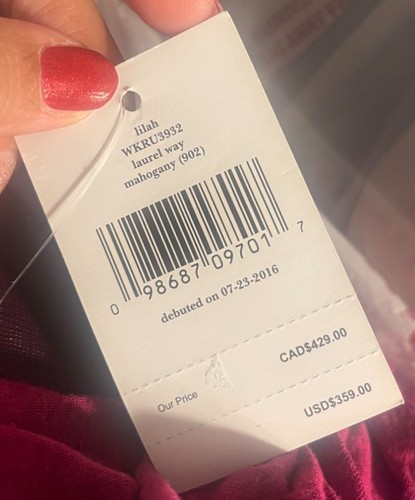 lilah
WKRU3932
laurel way
mahogany (902)
0 98687 09701 7
debuted on 07-23-2016
CAD$429.00
Our Price
USD$359.00